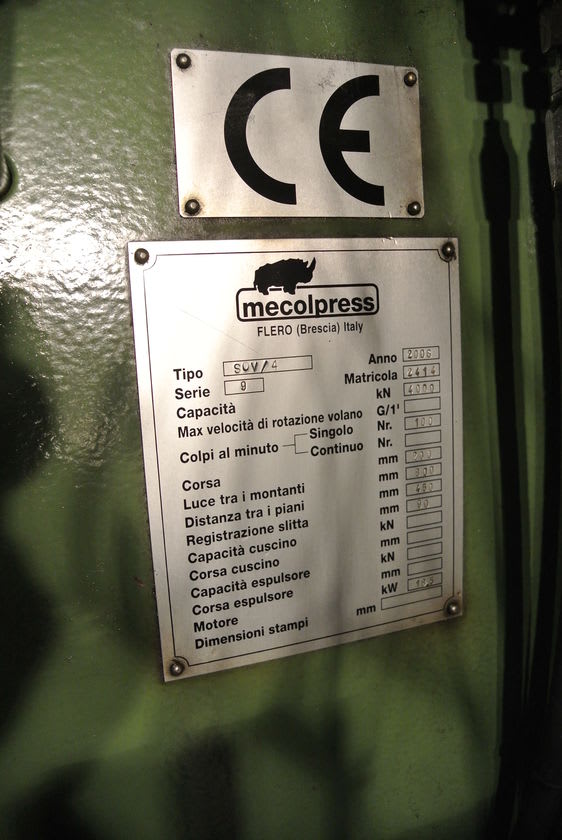 CE
mecolpress
FLERO (Brescia) Italy
Tipo SUV/4 Anno 2006
Serie 9 Matricola 2414
Capacità kN 4000
Max velocità di rotazione volano G/1'
Colpi al minuto Singolo Nr. 100
Continuo Nr.
Corsa mm
Luce tra i montanti mm 800
Distanza tra i piani mm 480
Registrazione slitta mm 90
Capacità cuscino kN
Corsa cuscino mm
Capacità espulsore kN
Corsa espulsore mm
Motore kW
Dimensioni stampi mm